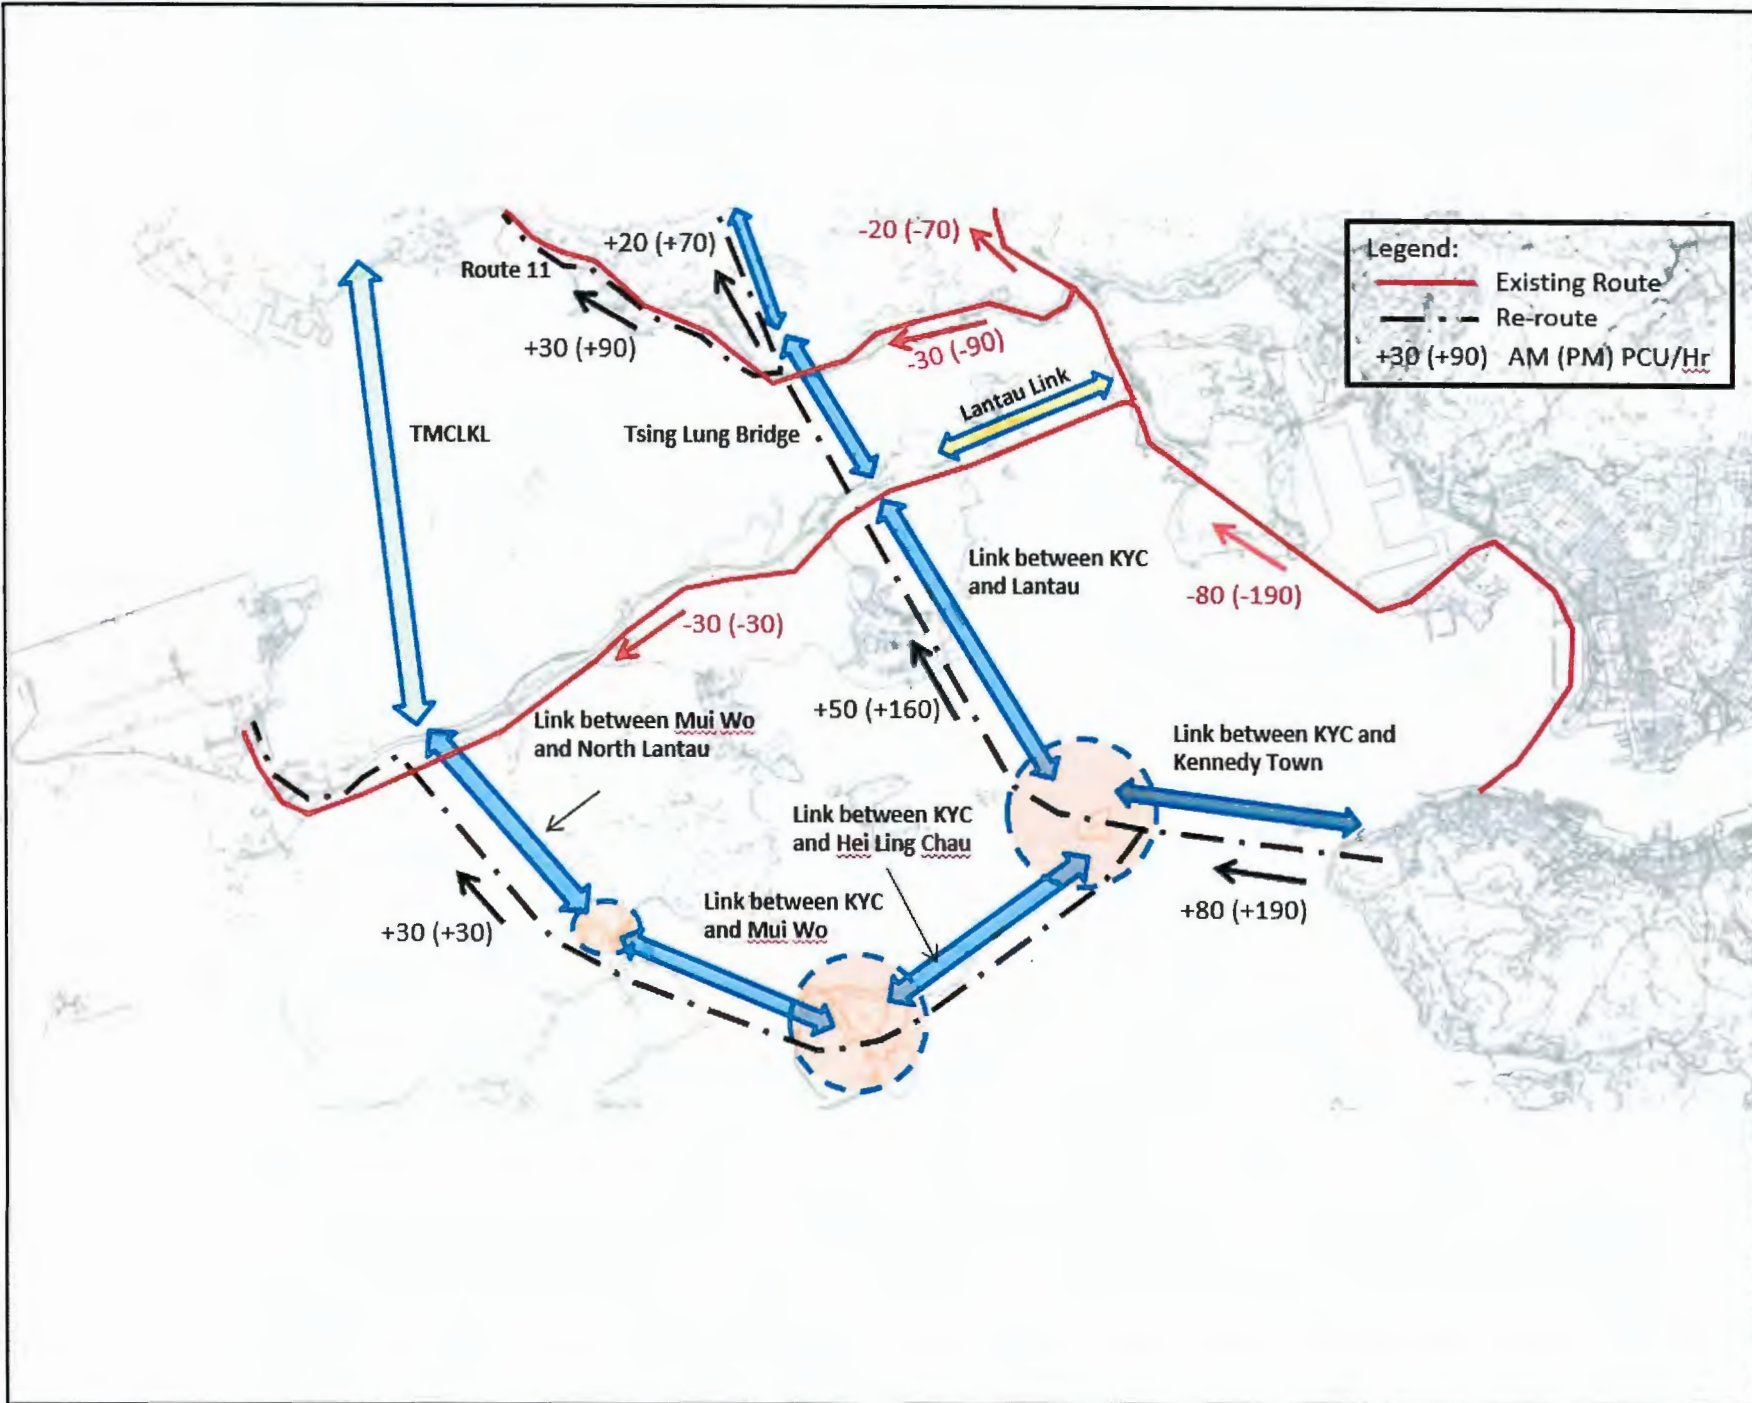 -20 (-70)
+20 (+70)
Route 11
+30 (+90)
-30 (-90)
Legend:
Existing Route
Re-route
+30 (+90) AM (PM) PCU/Hr
Lantau Link
TMCLKL
Tsing Lung Bridge
Link between KYC
and Lantau
-80 (-190)
-30 (-30)
+50 (+160)
Link between Mui Wo
and North Lantau
Link between KYC and
Kennedy Town
Link between KYC
and Hei Ling Chau
Link between KYC
and Mui Wo
+30 (+30)
+80 (+190)